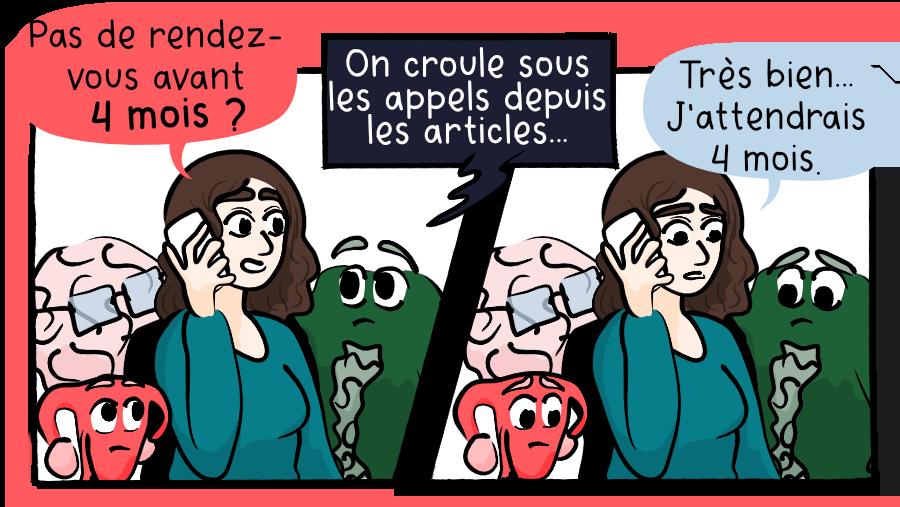 Pas de rendez-
vous avant
4 mois ?
On croule sous
les appels depuis
les articles...
Très bien...
J'attendrais
4 mois.